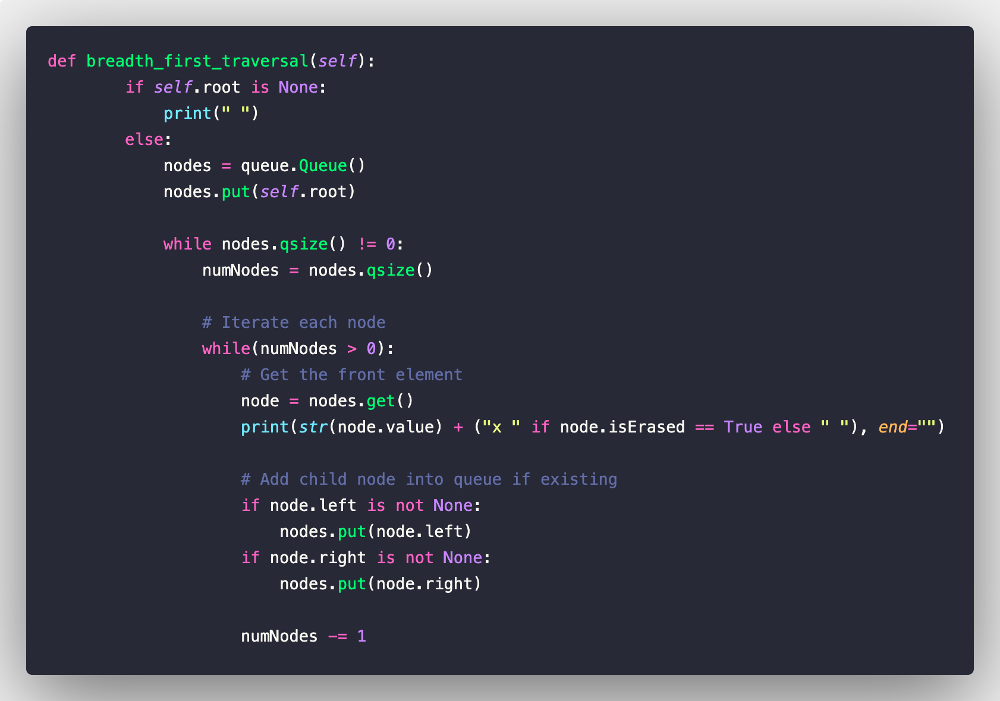 def breadth_first_traversal(self):
        if self.root is None:
            print(" ")
        else:
            nodes = queue.Queue()
            nodes.put(self.root)

            while nodes.qsize() != 0:
                numNodes = nodes.qsize()

                # Iterate each node
                while(numNodes > 0):
                    # Get the front element
                    node = nodes.get()
                    print(str(node.value) + ("x " if node.isErased == True else " "), end="")

                    # Add child node into queue if existing
                    if node.left is not None:
                        nodes.put(node.left)
                    if node.right is not None:
                        nodes.put(node.right)

                    numNodes -= 1